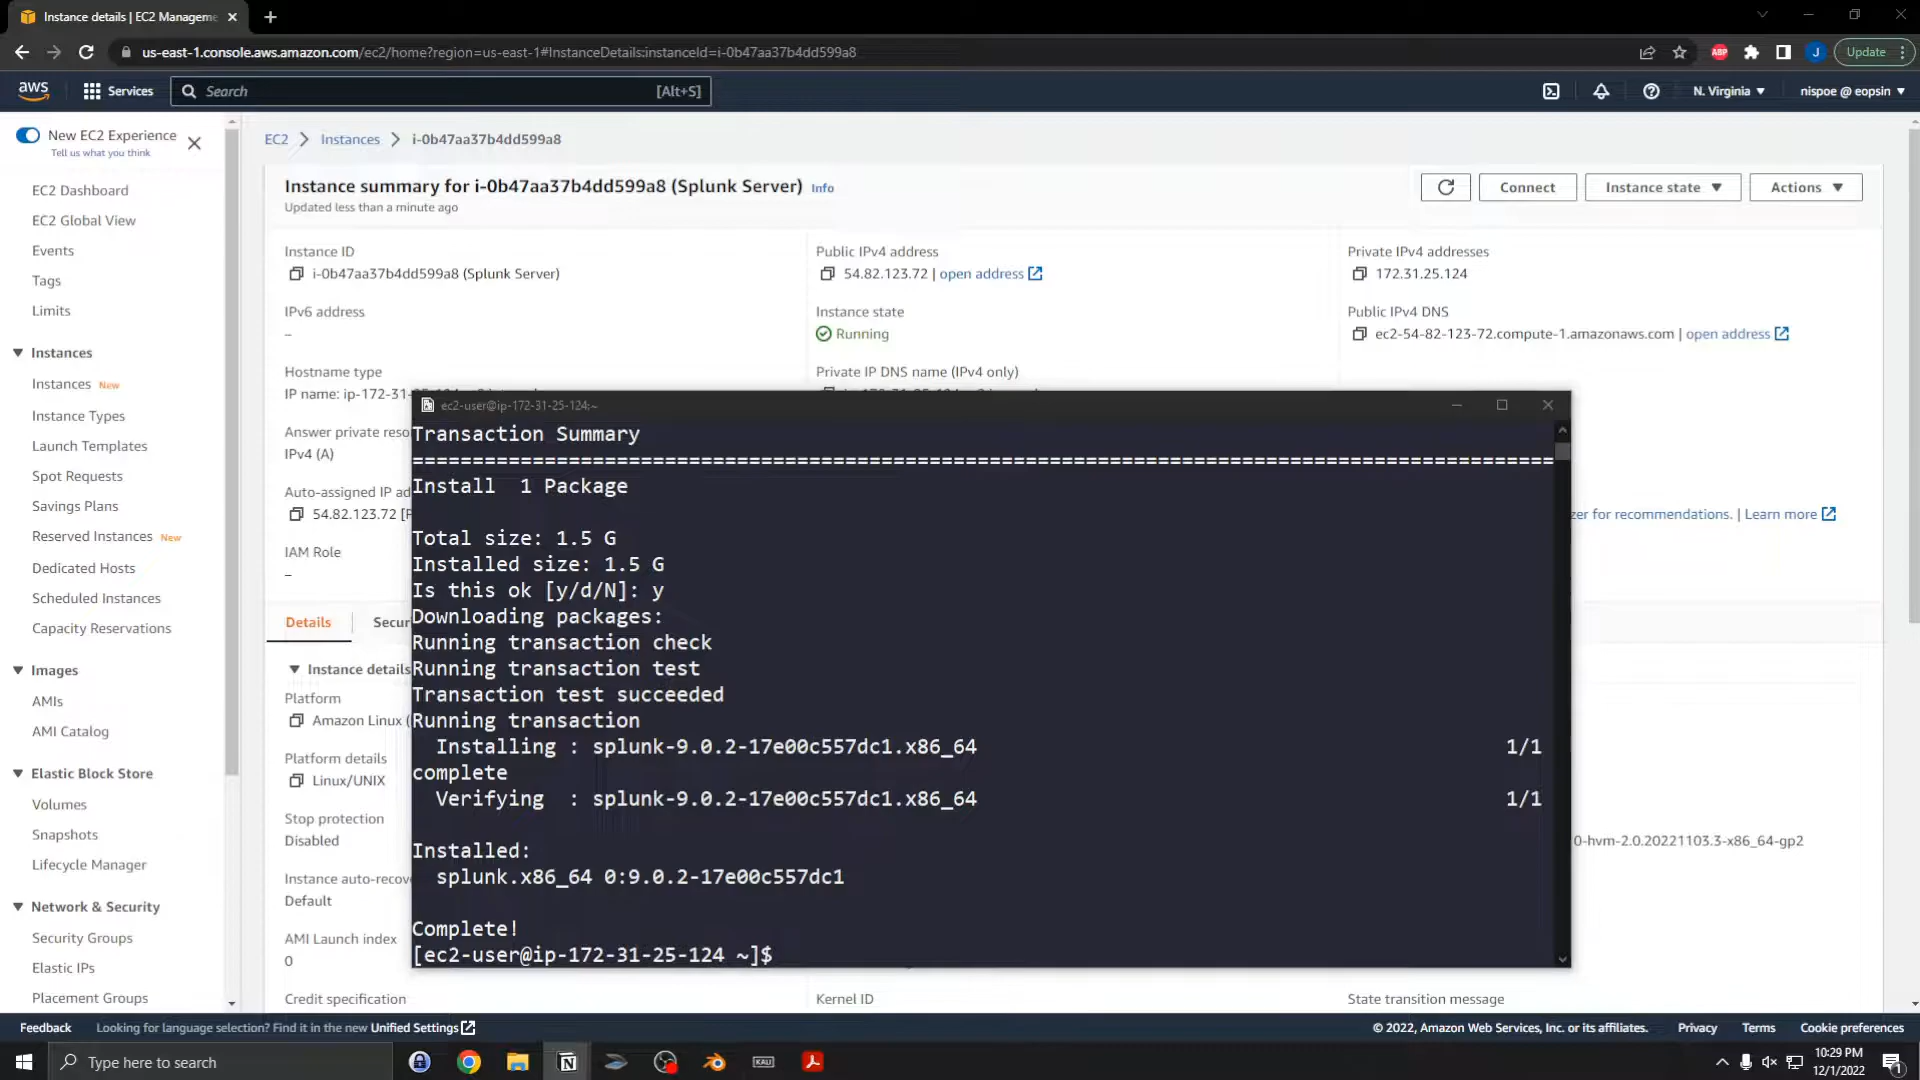 Instance details | EC2 Manageme
us-east-1.console.aws.amazon.com/ec2/home?region=us-east-1#InstanceDetails:instanceId=i-0b47aa37b4dd599a8
ABP
J
Update
aws
Services
Search
[Alt+S]
N. Virginia
nispoe @ eopsin
New EC2 Experience
Tell us what you think
EC2 Dashboard
EC2 Global View
Events
Tags
Limits
Instances
Instances New
Instance Types
Launch Templates
Spot Requests
Savings Plans
Reserved Instances New
Dedicated Hosts
Scheduled Instances
Capacity Reservations
Images
AMIs
AMI Catalog
Elastic Block Store
Volumes
Snapshots
Lifecycle Manager
Network & Security
Security Groups
Elastic IPs
Placement Groups
EC2 > Instances > i-0b47aa37b4dd599a8
Instance summary for i-0b47aa37b4dd599a8 (Splunk Server) Info
Updated less than a minute ago
Connect
Instance state
Actions
Instance ID
i-0b47aa37b4dd599a8 (Splunk Server)
Public IPv4 address
54.82.123.72 | open address
Private IPv4 addresses
172.31.25.124
IPv6 address
–
Instance state
Running
Public IPv4 DNS
ec2-54-82-123-72.compute-1.amazonaws.com | open address
Hostname type
IP name: ip-172-31-
Private IP DNS name (IPv4 only)
Answer private reso
IPv4 (A)
Auto-assigned IP ad
54.82.123.72 [P
zer for recommendations. | Learn more
IAM Role
–
Details
Secur
Instance details
Platform
Amazon Linux (
Platform details
Linux/UNIX
Stop protection
Disabled
0-hvm-2.0.20221103.3-x86_64-gp2
Instance auto-recov
Default
AMI Launch index
0
Credit specification
Kernel ID
State transition message
ec2-user@ip-172-31-25-124:~
Transaction Summary
================================================================================
Install  1 Package
Total size: 1.5 G
Installed size: 1.5 G
Is this ok [y/d/N]: y
Downloading packages:
Running transaction check
Running transaction test
Transaction test succeeded
Running transaction
Installing : splunk-9.0.2-17e00c557dc1.x86_64 1/1
complete
Verifying  : splunk-9.0.2-17e00c557dc1.x86_64 1/1
Installed:
splunk.x86_64 0:9.0.2-17e00c557dc1
Complete!
[ec2-user@ip-172-31-25-124 ~]$
Feedback
Looking for language selection? Find it in the new Unified Settings
© 2022, Amazon Web Services, Inc. or its affiliates.
Privacy
Terms
Cookie preferences
Type here to search
KALI
10:29 PM
12/1/2022
1